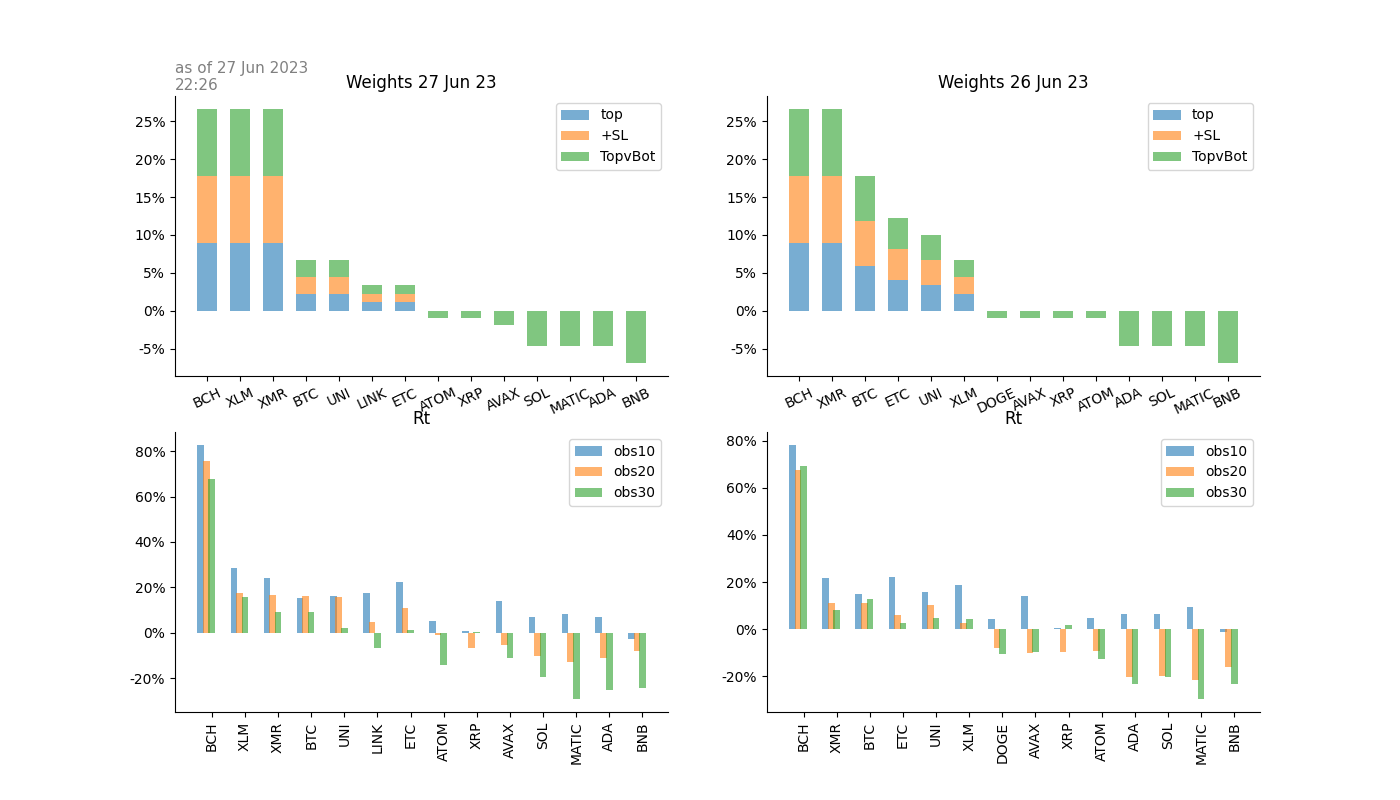 as of 27 Jun 2023
22:26
Weights 27 Jun 23
25%
20%
15%
10%
5%
0%
-5%
top
+SL
TopvBot
BCH XLM XMR BTC UNI LINK ETC ATOM XRP AVAX SOL MATIC ADA BNB
Weights 26 Jun 23
25%
20%
15%
10%
5%
0%
-5%
top
+SL
TopvBot
BCH XMR BTC ETC UNI XLM DOGE AVAX XRP ATOM ADA SOL MATIC BNB
Rt
80%
60%
40%
20%
0%
-20%
obs10
obs20
obs30
BCH XLM XMR BTC UNI LINK ETC ATOM XRP AVAX SOL MATIC ADA BNB
Rt
80%
60%
40%
20%
0%
-20%
obs10
obs20
obs30
BCH XMR BTC ETC UNI XLM DOGE AVAX XRP ATOM ADA SOL MATIC BNB